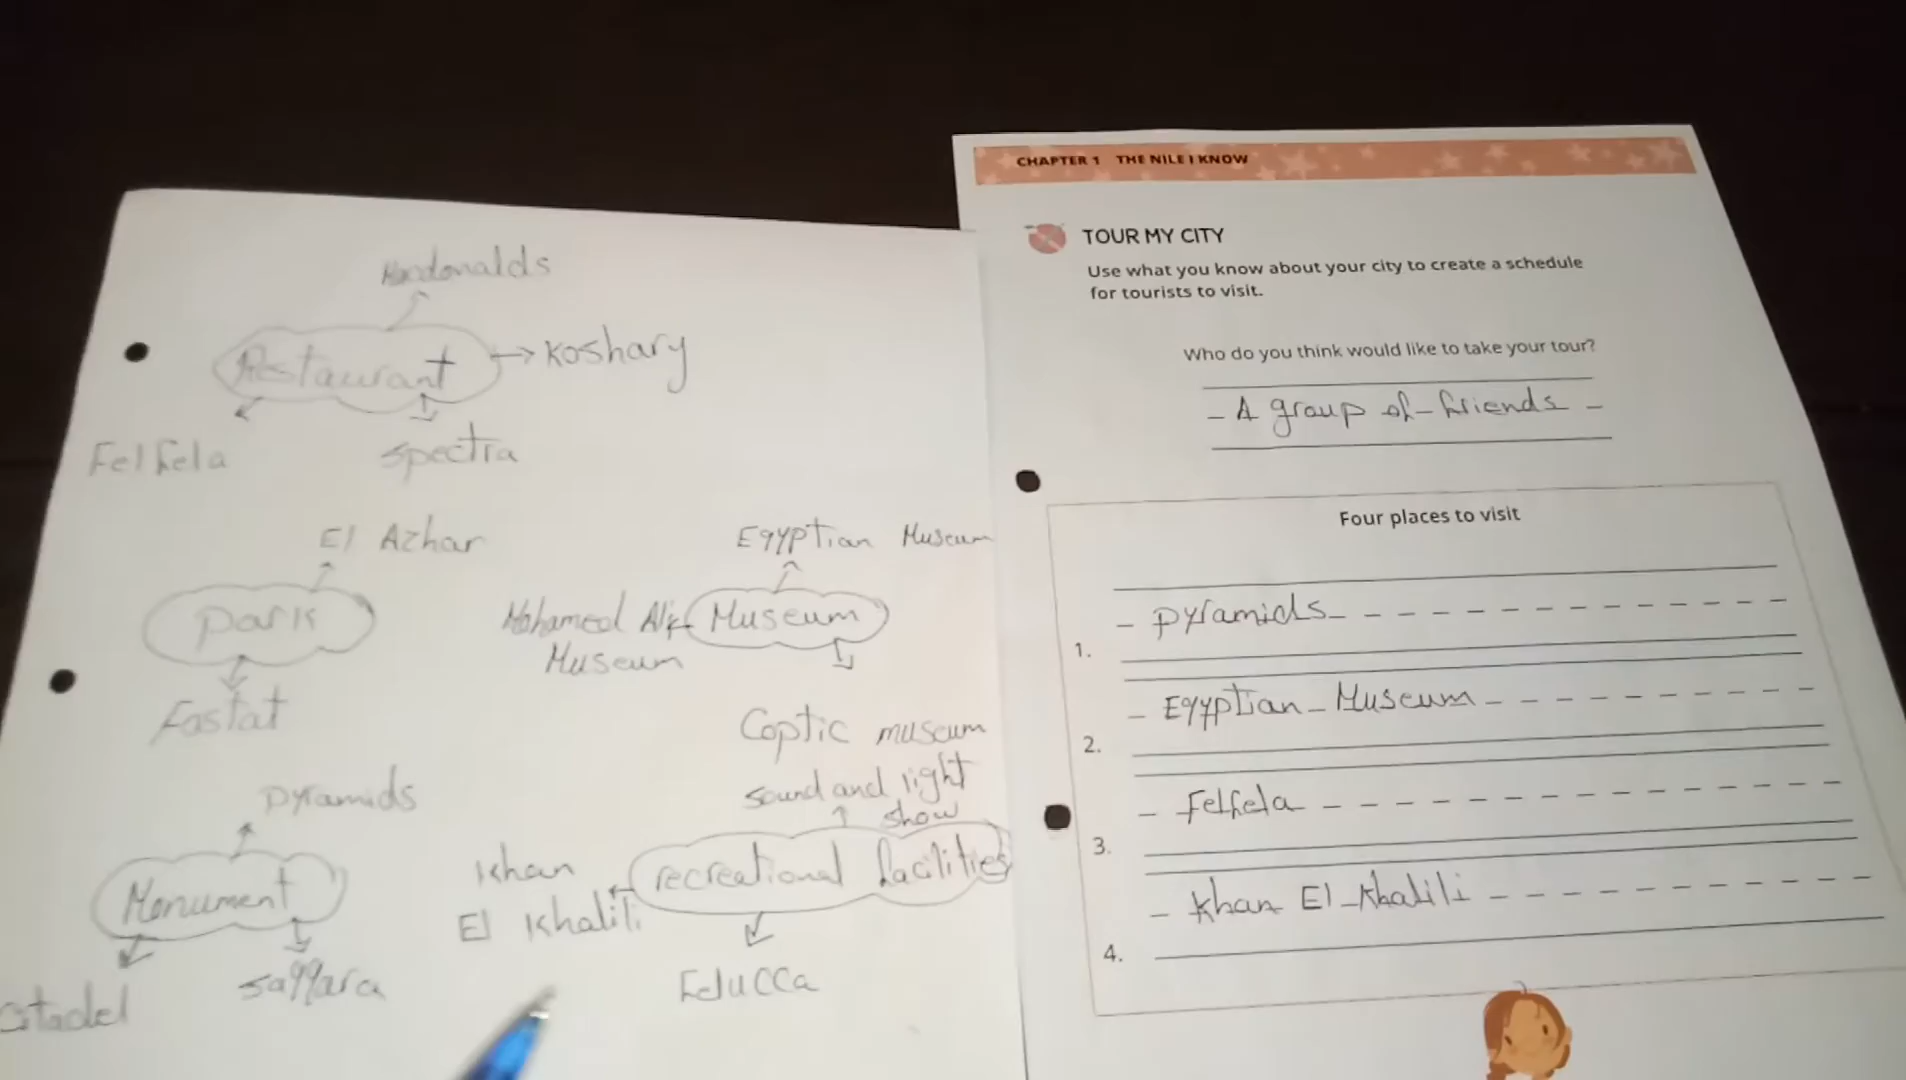 Macdonalds
Restaurant
Koshary
Felfela
Spectra
El Azhar
park
Fostat
Egyptian Museum
Mohamed Ali
Museum
Museum
Coptic museum
pyramids
Monument
citadel
saqqara
sound and light
show
recreational facilities
Khan
El Khalili
CHAPTER 1 THE NILE I KNOW
TOUR MY CITY
Use what you know about your city to create a schedule
for tourists to visit.
Who do you think would like to take your tour?
A group of friends
Four places to visit
1. pyramids
2. Egyptian Museum
3. Felfela
4. Khan El Khalili